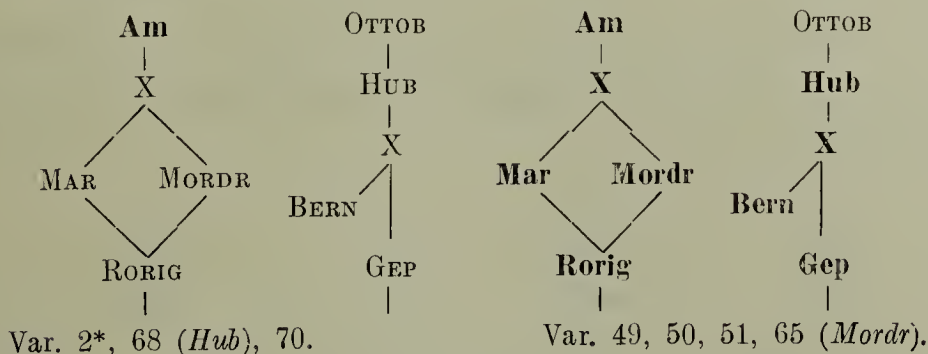 Am OTTOB Am OTTOB
X HUB X Hub
X X
MAR MORDR Mar Mordr
BERN Bern
RORIG GEP Rorig Gep
Var. 2*, 68 (Hub), 70. Var. 49, 50, 51, 65 (Mordr).